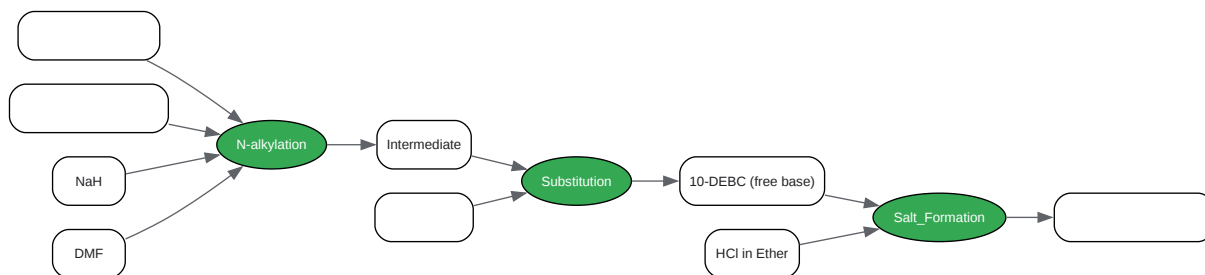 N-alkylation
Intermediate
NaH
Substitution
10-DEBC (free base)
Salt_Formation
DMF
HCl in Ether